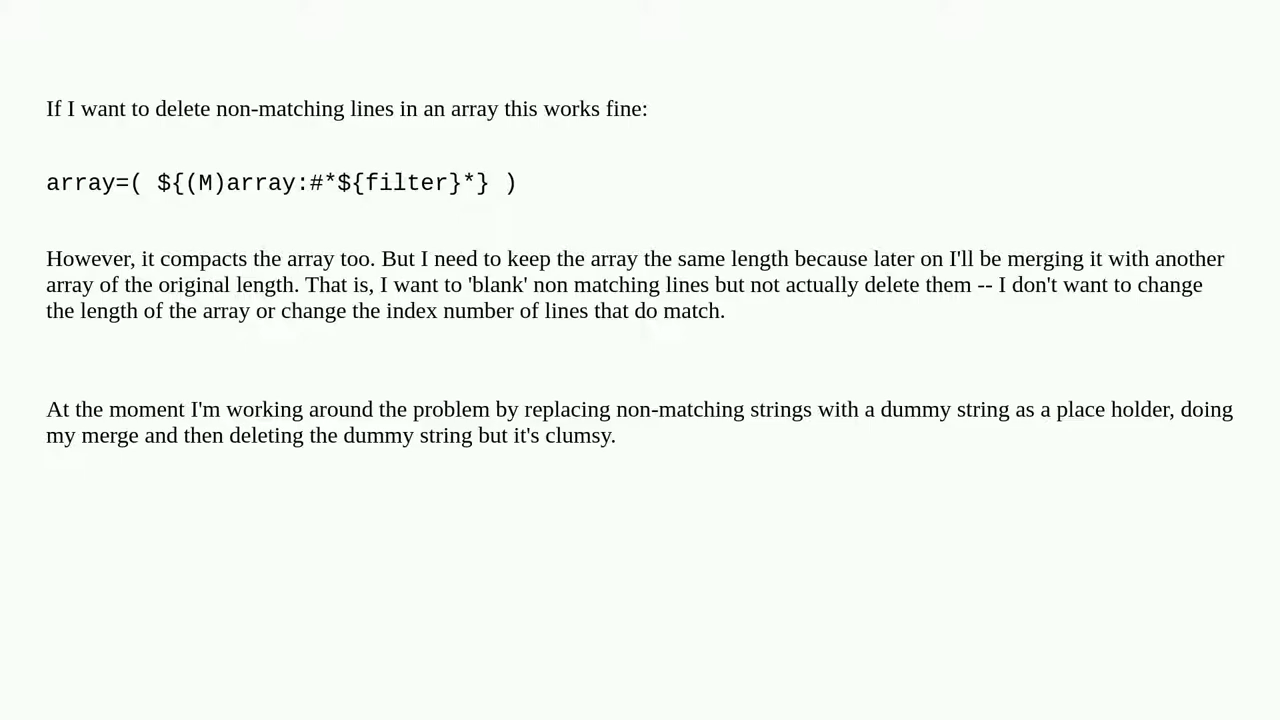 If I want to delete non-matching lines in an array this works fine:
array=( ${(M)array:#*${filter}*} )
However, it compacts the array too. But I need to keep the array the same length because later on I'll be merging it with another
array of the original length. That is, I want to 'blank' non matching lines but not actually delete them -- I don't want to change
the length of the array or change the index number of lines that do match.
At the moment I'm working around the problem by replacing non-matching strings with a dummy string as a place holder, doing
my merge and then deleting the dummy string but it's clumsy.